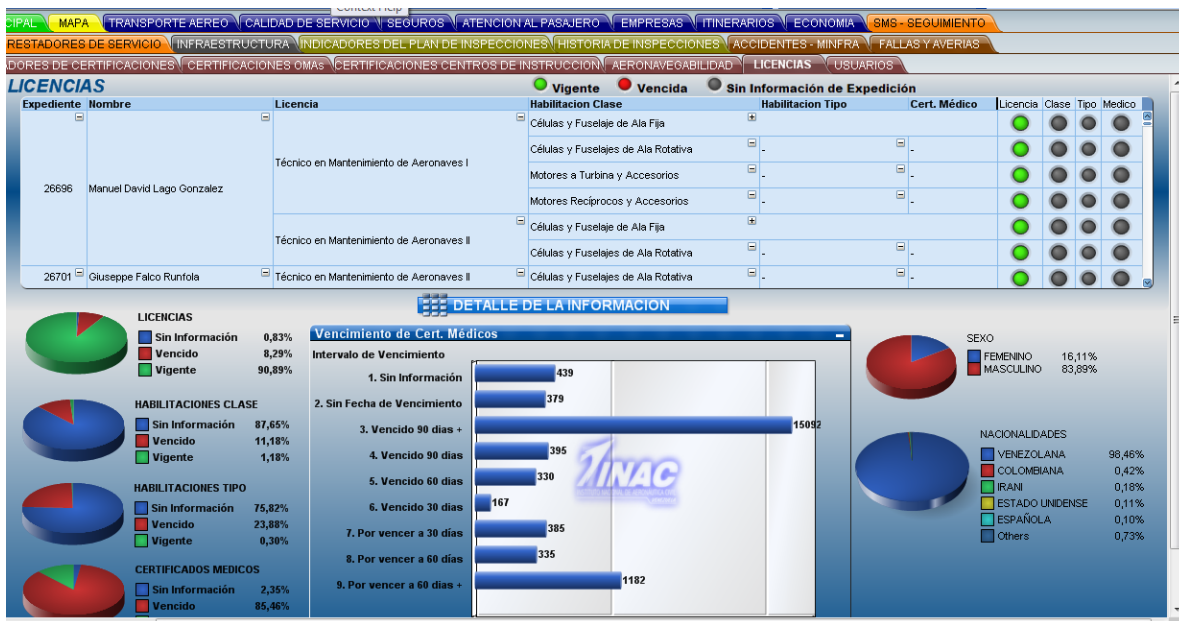 Context Help
CIPAL MAPA TRANSPORTE AEREO CALIDAD DE SERVICIO SEGUROS ATENCION AL PASAJERO EMPRESAS ITINERARIOS ECONOMIA SMS - SEGUIMIENTO
RESTADORES DE SERVICIO INFRAESTRUCTURA INDICADORES DEL PLAN DE INSPECCIONES HISTORIA DE INSPECCIONES ACCIDENTES - MINFRA FALLAS Y AVERIAS
ADORES DE CERTIFICACIONES CERTIFICACIONES OMAs CERTIFICACIONES CENTROS DE INSTRUCCION AERONAVEGABILIDAD LICENCIAS USUARIOS
LICENCIAS Vigente Vencida Sin Información de Expedición
Expediente Nombre Licencia Habilitacion Clase Habilitacion Tipo Cert. Médico Licencia Clase Tipo Medico
Células y Fuselaje de Ala Fija
Células y Fuselajes de Ala Rotativa - -
Técnico en Mantenimiento de Aeronaves I
Motores a Turbina y Accesorios - -
26696 Manuel David Lago Gonzalez
Motores Recíprocos y Accesorios - -
Células y Fuselaje de Ala Fija
Técnico en Mantenimiento de Aeronaves II
Células y Fuselajes de Ala Rotativa - -
26701 Giuseppe Falco Runfola Técnico en Mantenimiento de Aeronaves II Células y Fuselajes de Ala Rotativa - -
DETALLE DE LA INFORMACION
LICENCIAS
Sin Información 0,83%
Vencido 8,29%
Vigente 90,89%
HABILITACIONES CLASE
Sin Información 87,65%
Vencido 11,18%
Vigente 1,18%
HABILITACIONES TIPO
Sin Información 75,82%
Vencido 23,88%
Vigente 0,30%
CERTIFICADOS MEDICOS
Sin Información 2,35%
Vencido 85,46%
Vencimiento de Cert. Médicos
Intervalo de Vencimiento
1. Sin Información 439
2. Sin Fecha de Vencimiento 379
3. Vencido 90 dias + 15092
4. Vencido 90 dias 395
5. Vencido 60 dias 330
6. Vencido 30 dias 167
7. Por vencer a 30 días 385
8. Por vencer a 60 días 335
9. Por vencer a 60 dias + 1182
INAC
SEXO
FEMENINO 16,11%
MASCULINO 83,89%
NACIONALIDADES
VENEZOLANA 98,46%
COLOMBIANA 0,42%
IRANI 0,18%
ESTADO UNIDENSE 0,11%
ESPAÑOLA 0,10%
Others 0,73%